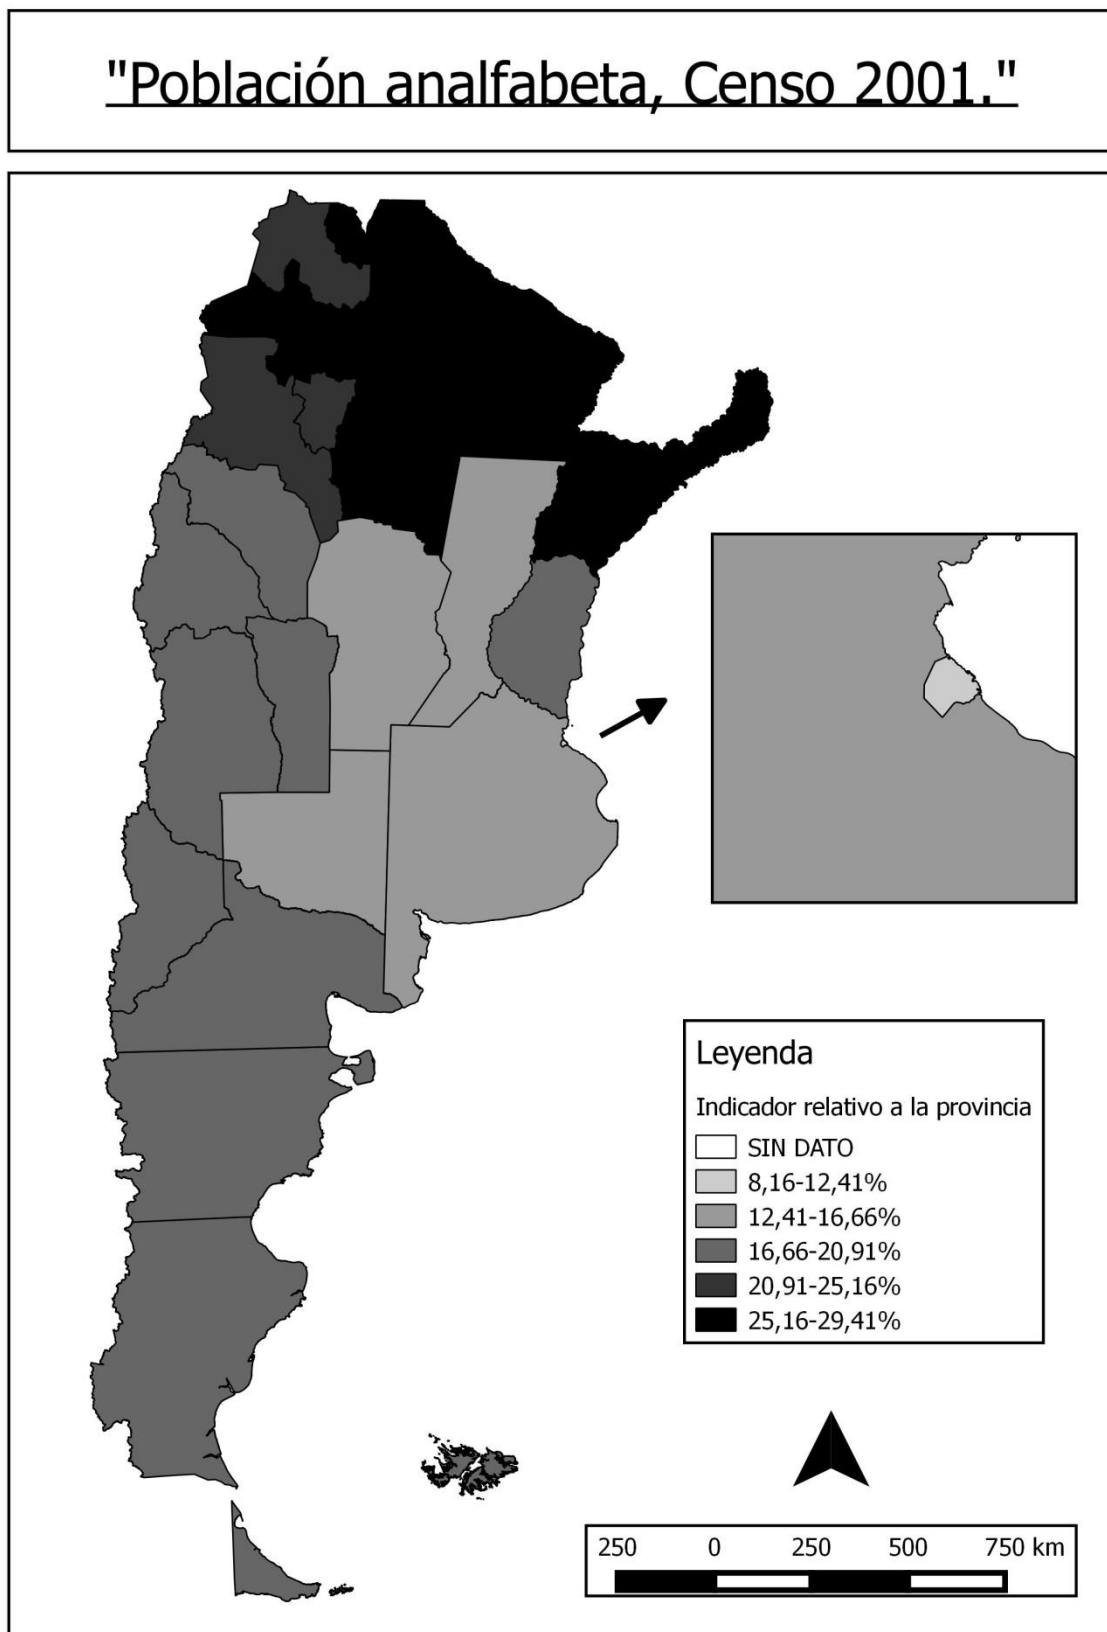 "Población analfabeta, Censo 2001."
Leyenda
Indicador relativo a la provincia
SIN DATO
8,16-12,41%
12,41-16,66%
16,66-20,91%
20,91-25,16%
25,16-29,41%
250 0 250 500 750 km